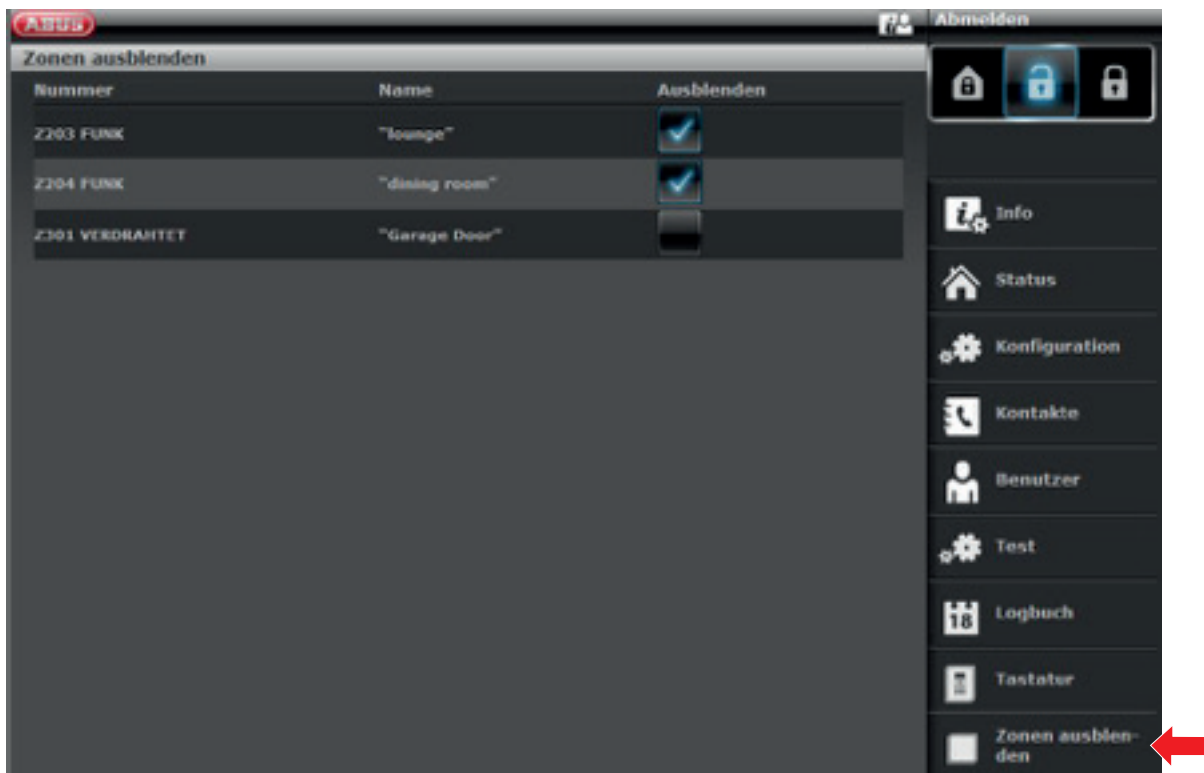 ABUS
Abmelden
Zonen ausblenden
Nummer Name Ausblenden
Z203 FUNK "lounge"
Z204 FUNK "dining room"
Z301 VERDRAHTET "Garage Door"
Info
Status
Konfiguration
Kontakte
Benutzer
Test
18 Logbuch
Tastatur
Zonen ausblen-
den